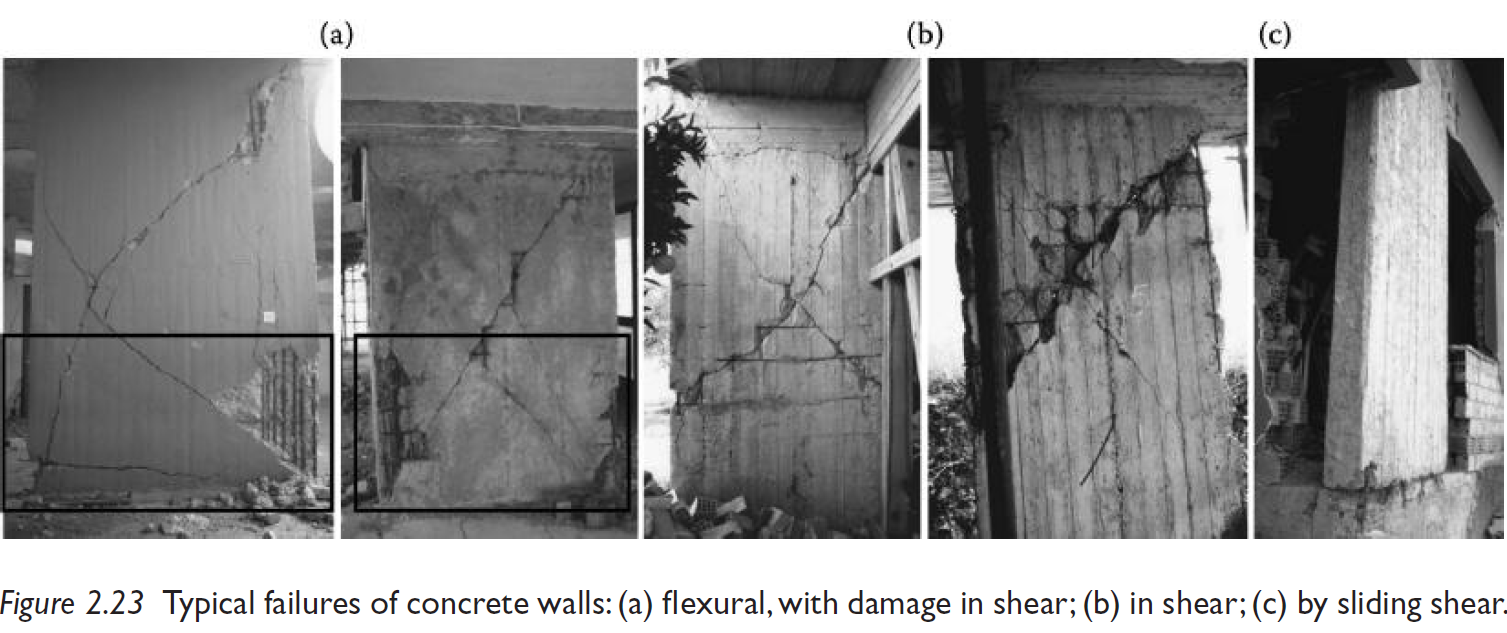 (a) (b) (c)
Figure 2.23 Typical failures of concrete walls: (a) flexural, with damage in shear; (b) in shear; (c) by sliding shear.